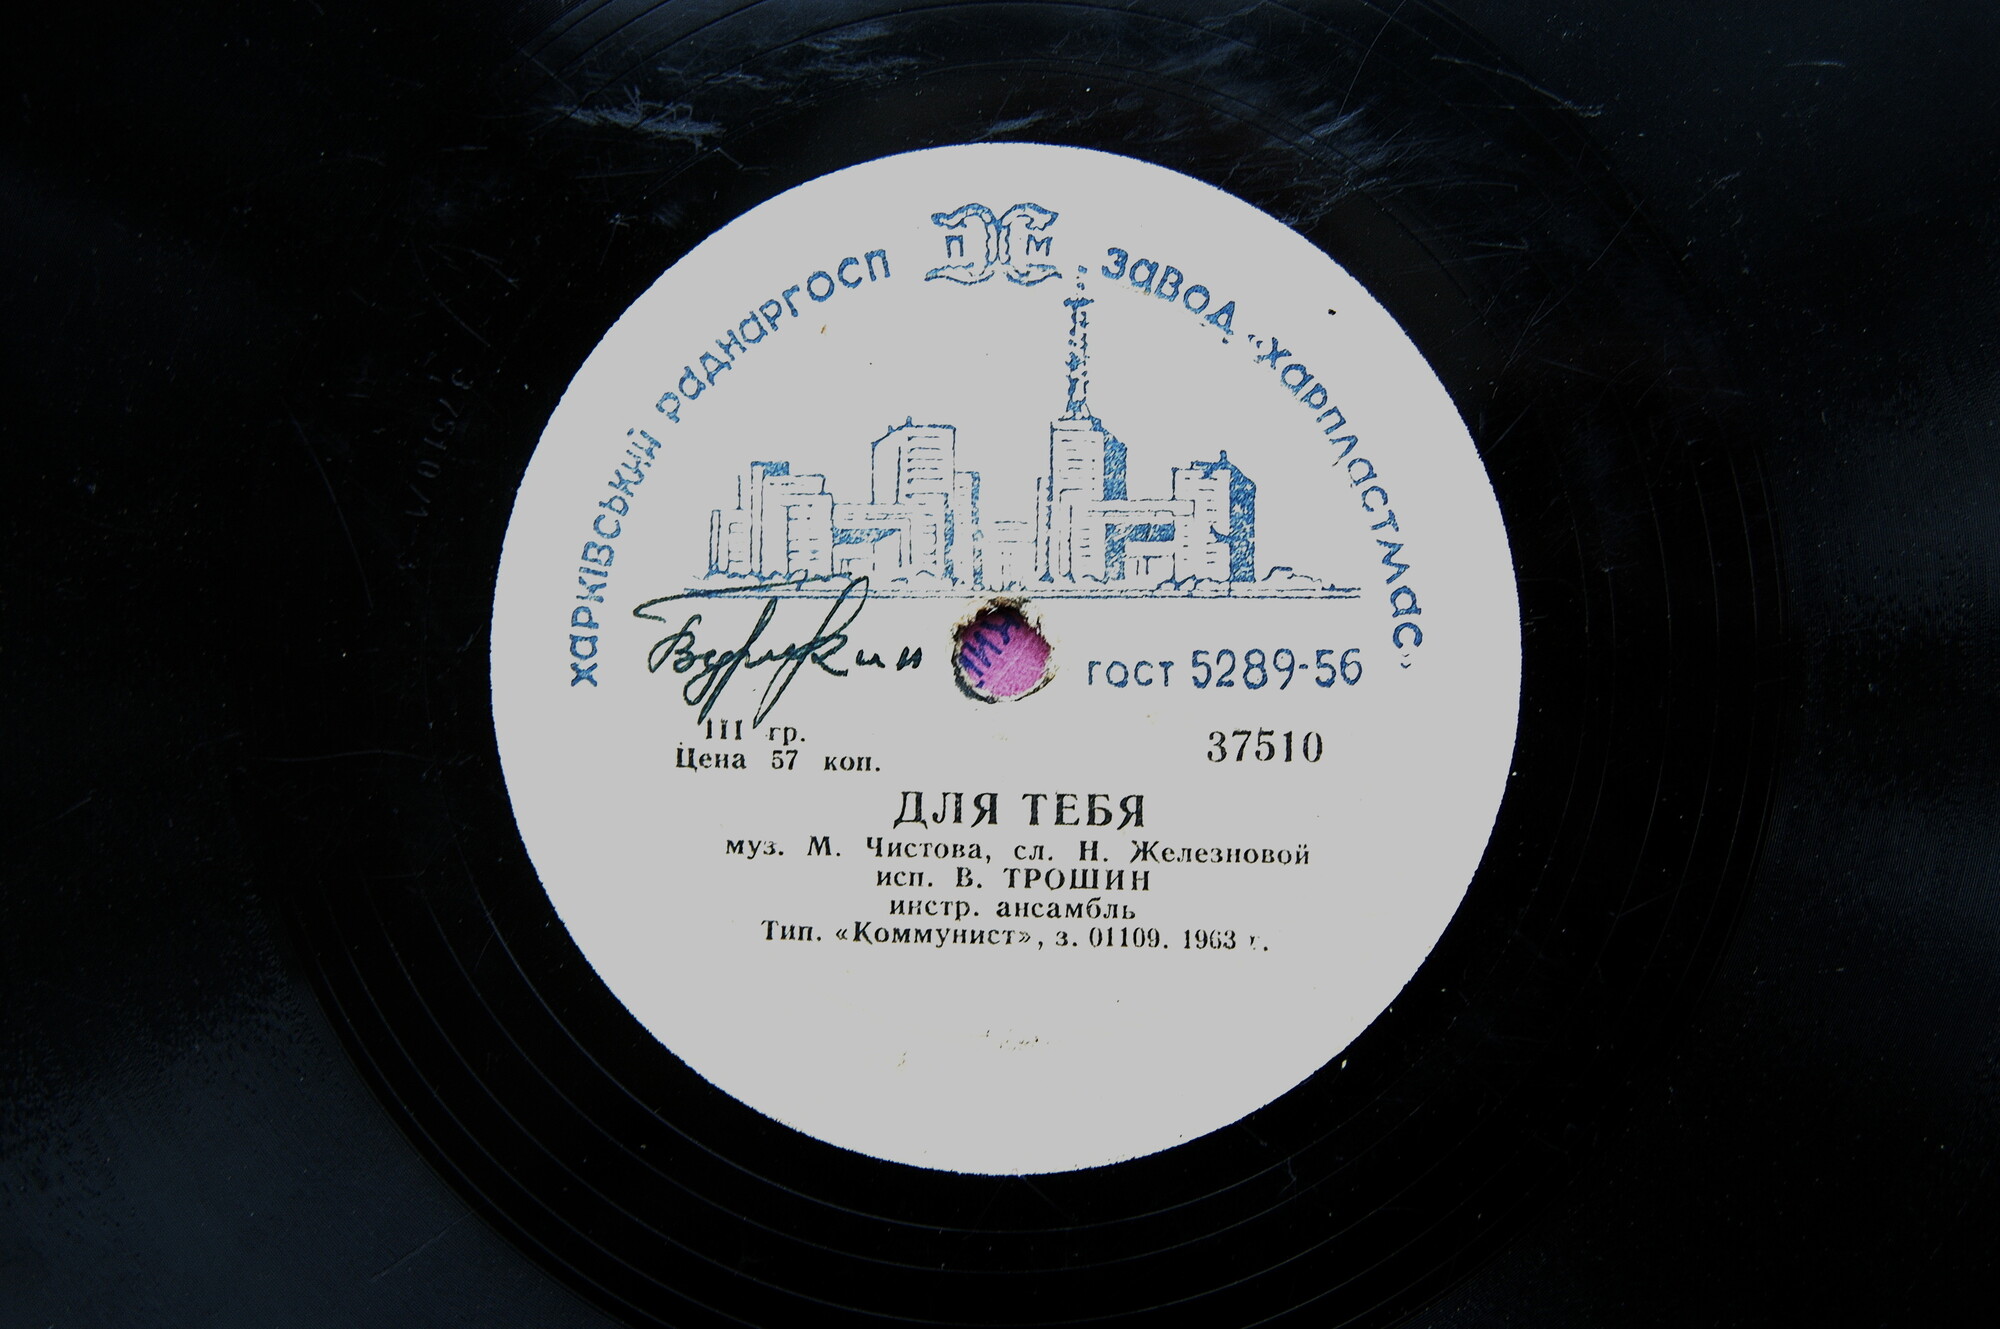 П М
харківський раднаргосп завод „харпластмас"
гост 5289-56
III гр.
Цена 57 коп.
37510
ДЛЯ ТЕБЯ
муз. М. Чистова, сл. Н. Железновой
исп. В. ТРОШИН
инстр. ансамбль
Тип. «Коммунист», з. 01109. 1963 г.